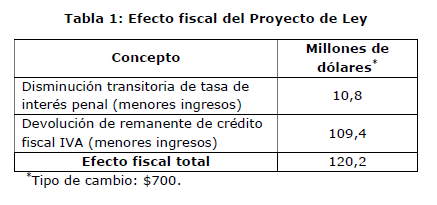 Tabla 1: Efecto fiscal del Proyecto de Ley
Concepto
Millones de
dólares*
Disminución transitoria de tasa de
interés penal (menores ingresos)
10,8
Devolución de remanente de crédito
fiscal IVA (menores ingresos)
109,4
Efecto fiscal total
120,2
*Tipo de cambio: $700.